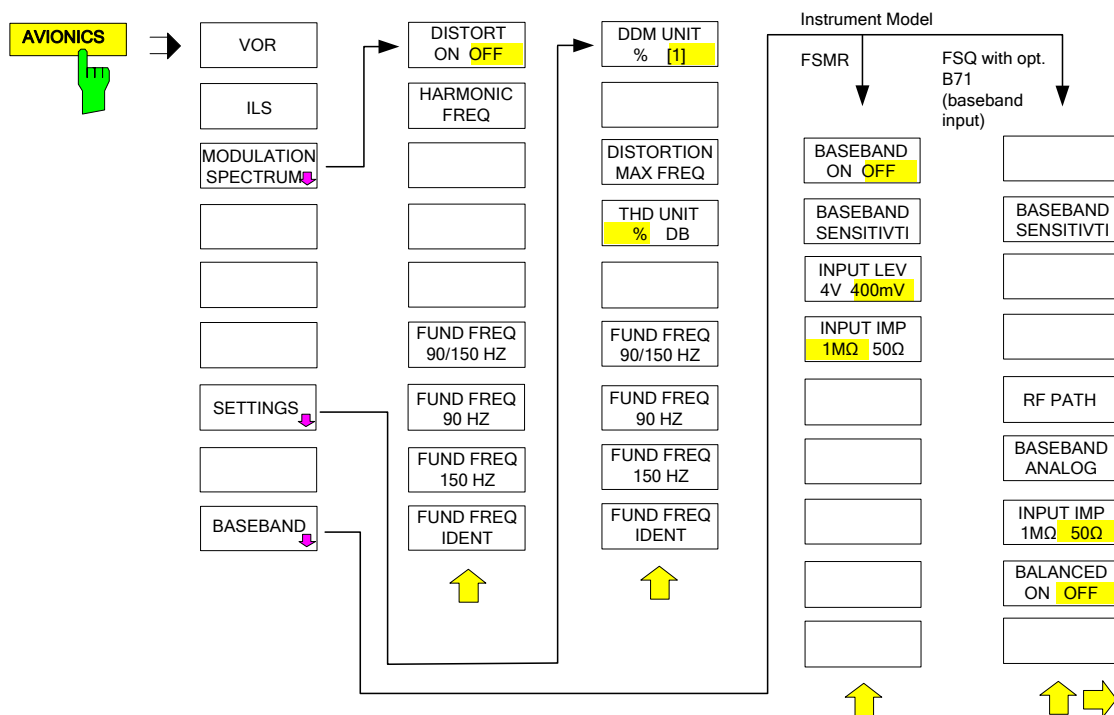 AVIONICS
VOR
ILS
MODULATION
SPECTRUM
SETTINGS
BASEBAND
DISTORT
ON OFF
HARMONIC
FREQ
FUND FREQ
90/150 HZ
FUND FREQ
90 HZ
FUND FREQ
150 HZ
FUND FREQ
IDENT
DDM UNIT
% [1]
DISTORTION
MAX FREQ
THD UNIT
% DB
FUND FREQ
90/150 HZ
FUND FREQ
90 HZ
FUND FREQ
150 HZ
FUND FREQ
IDENT
Instrument Model
FSMR
BASEBAND
ON OFF
BASEBAND
SENSITIVTI
INPUT LEV
4V 400mV
INPUT IMP
1MΩ 50Ω
FSQ with opt.
B71
(baseband
input)
BASEBAND
SENSITIVTI
RF PATH
BASEBAND
ANALOG
INPUT IMP
1MΩ 50Ω
BALANCED
ON OFF